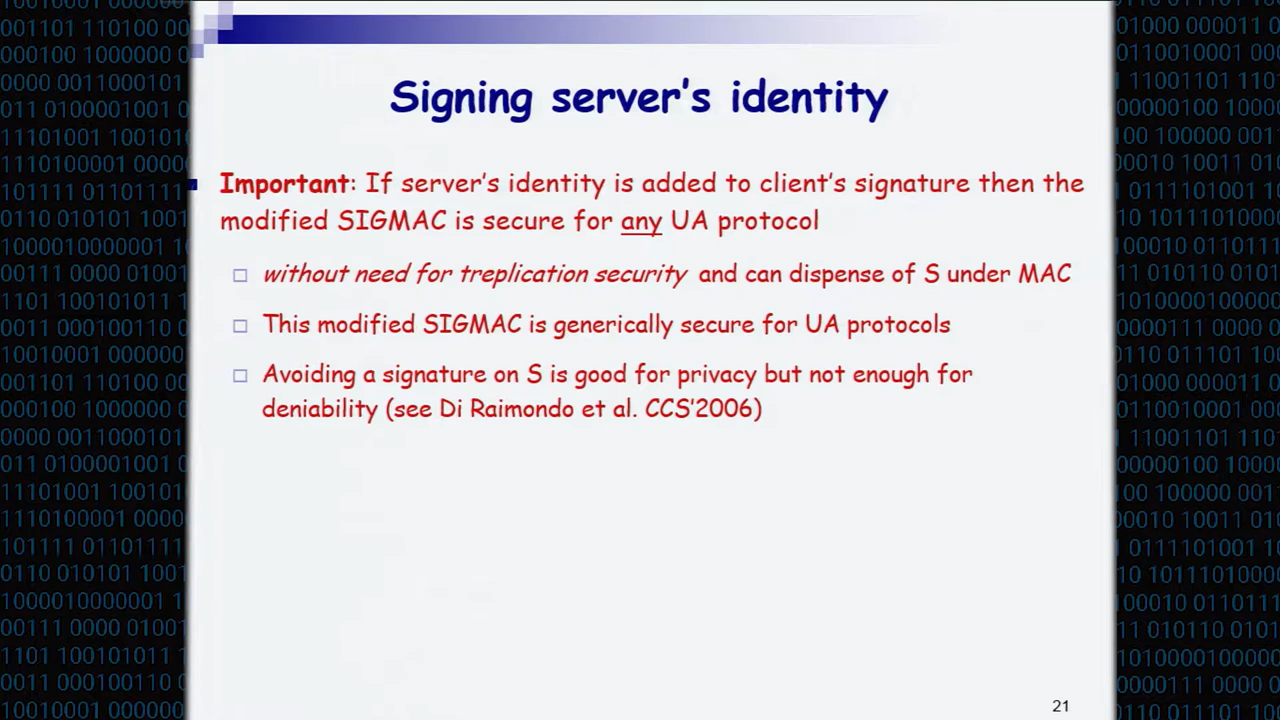 Signing server's identity
Important: If server's identity is added to client's signature then the
modified SIGMAC is secure for any UA protocol
without need for treplication security and can dispense of S under MAC
This modified SIGMAC is generically secure for UA protocols
Avoiding a signature on S is good for privacy but not enough for
deniability (see Di Raimondo et al. CCS'2006)
21